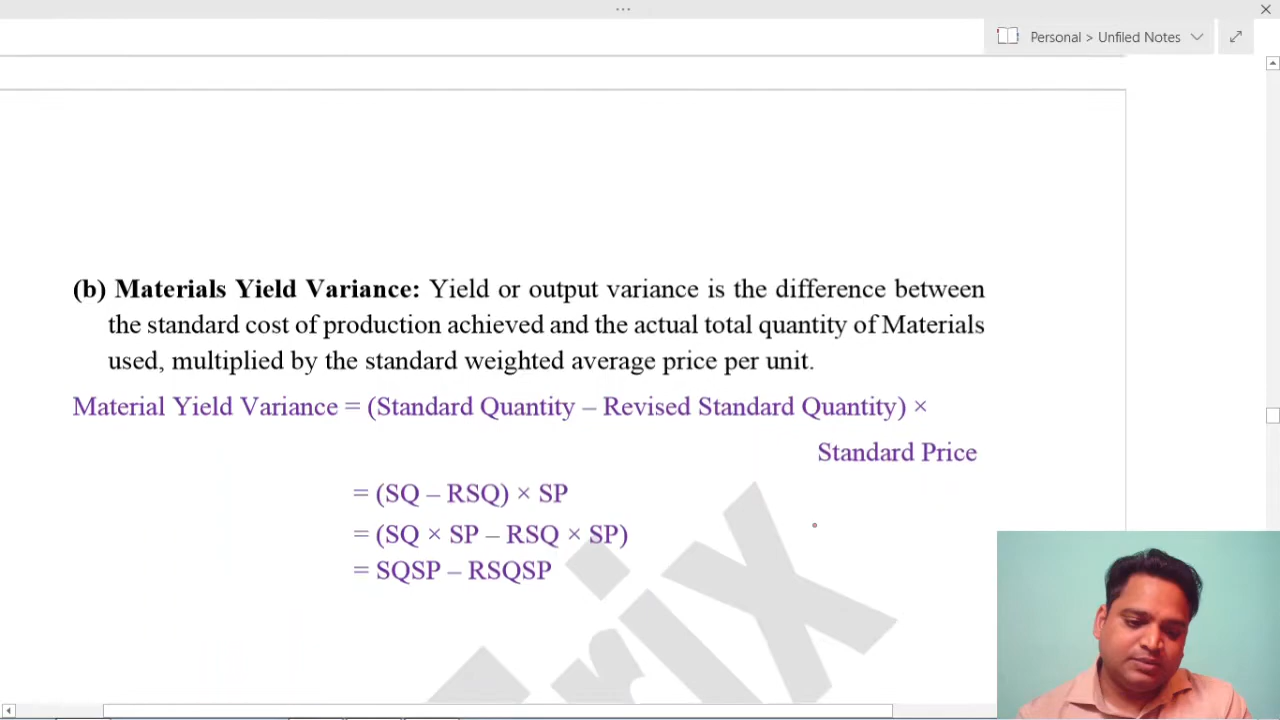 Personal > Unfiled Notes
(b) Materials Yield Variance: Yield or output variance is the difference between
the standard cost of production achieved and the actual total quantity of Materials
used, multiplied by the standard weighted average price per unit.
Material Yield Variance = (Standard Quantity – Revised Standard Quantity) ×
Standard Price
= (SQ – RSQ) × SP
= (SQ × SP – RSQ × SP)
= SQSP – RSQSP
rix